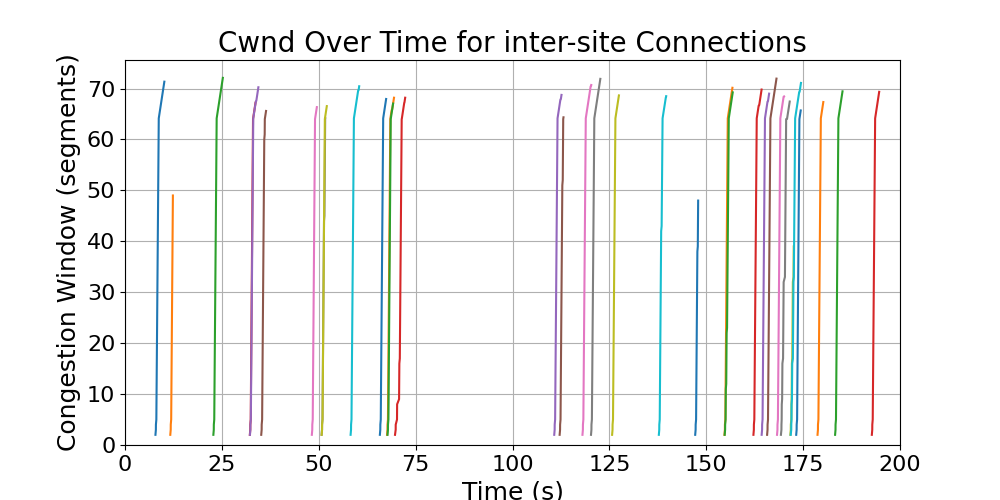 Cwnd Over Time for inter-site Connections
Congestion Window (segments)
70
60
50
40
30
20
10
0
0 25 50 75 100 125 150 175 200
Time (s)